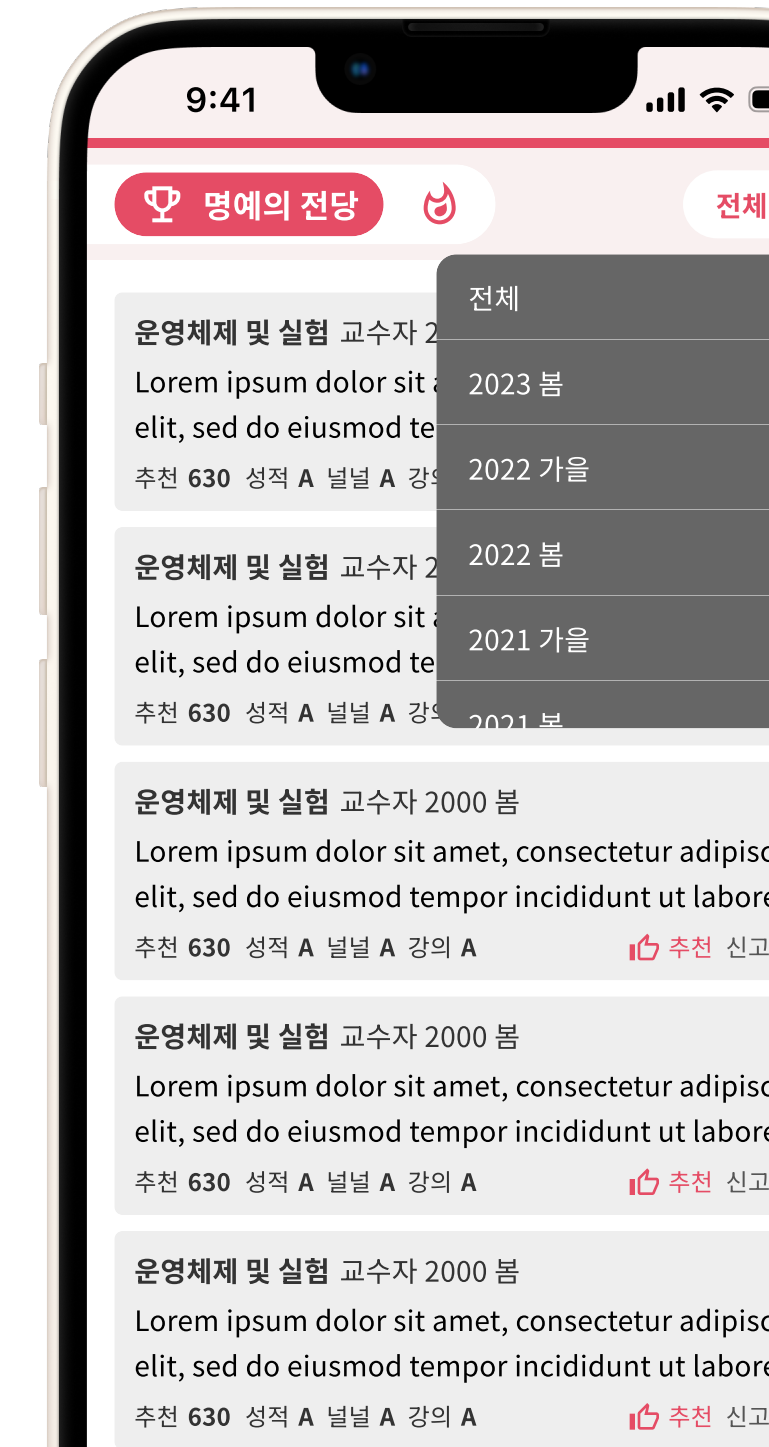 9:41
명예의 전당
전체
전체
2023 봄
2022 가을
2022 봄
2021 가을
2021 봄
운영체제 및 실험 교수자 2
Lorem ipsum dolor sit
elit, sed do eiusmod te
추천 630 성적 A 널널 A 강의
운영체제 및 실험 교수자 2
Lorem ipsum dolor sit
elit, sed do eiusmod te
추천 630 성적 A 널널 A 강의
운영체제 및 실험 교수자 2000 봄
Lorem ipsum dolor sit amet, consectetur adipisc
elit, sed do eiusmod tempor incididunt ut labore
추천 630 성적 A 널널 A 강의 A 추천 신고
운영체제 및 실험 교수자 2000 봄
Lorem ipsum dolor sit amet, consectetur adipisc
elit, sed do eiusmod tempor incididunt ut labore
추천 630 성적 A 널널 A 강의 A 추천 신고
운영체제 및 실험 교수자 2000 봄
Lorem ipsum dolor sit amet, consectetur adipisc
elit, sed do eiusmod tempor incididunt ut labore
추천 630 성적 A 널널 A 강의 A 추천 신고